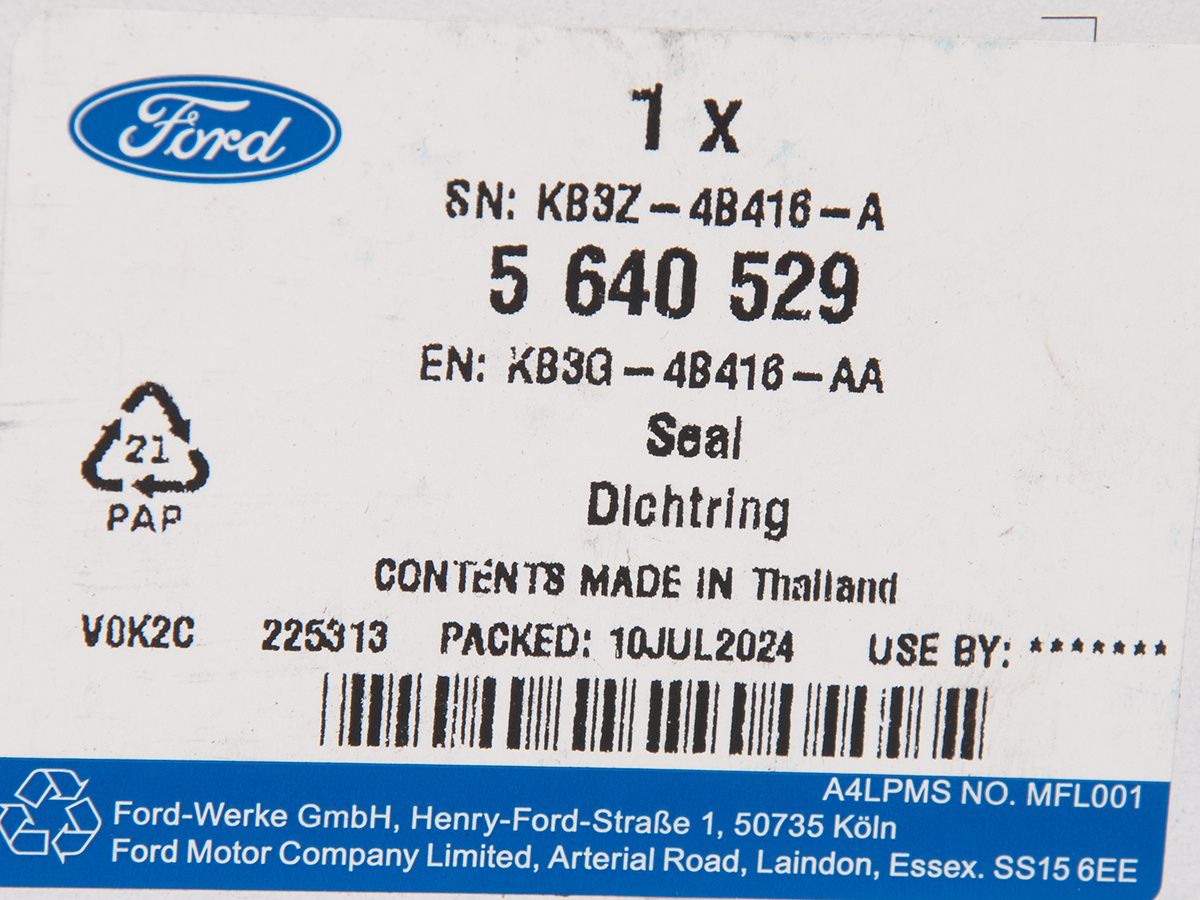 Ford
1 x
SN: KB3Z-4B416-A
5 640 529
EN: KB3G-4B416-AA
Seal
Dichtring
21
PAP
CONTENTS MADE IN Thailand
V0K2C 225313 PACKED: 10JUL2024 USE BY: *******
A4LPMS NO. MFL001
Ford-Werke GmbH, Henry-Ford-Straße 1, 50735 Köln
Ford Motor Company Limited, Arterial Road, Laindon, Essex. SS15 6EE